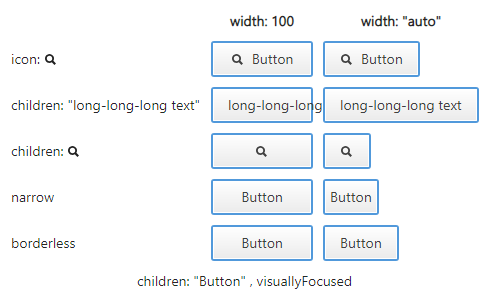 width: 100 width: "auto"
icon: Button Button
children: "long-long-long text" long-long-long long-long-long text
children:
narrow Button Button
borderless Button Button
children: "Button" , visuallyFocused